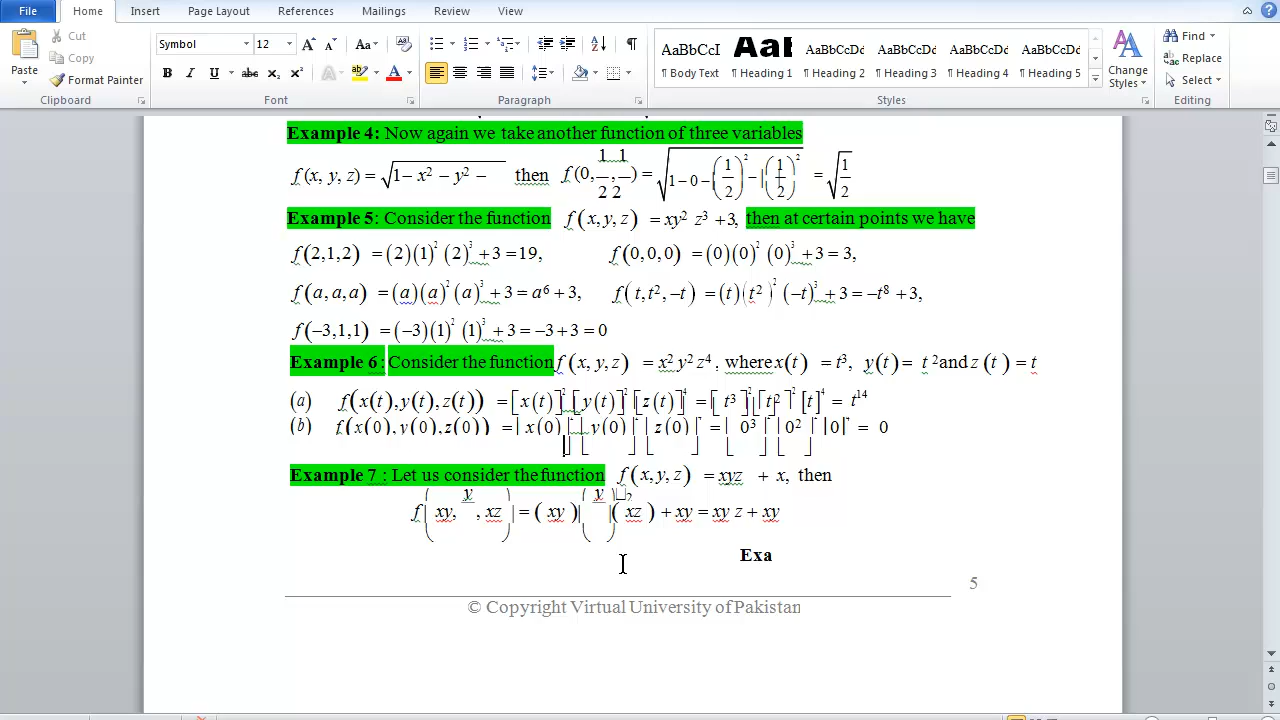 File Home Insert Page Layout References Mailings Review View
Cut
Copy
Format Painter
Paste
Symbol 12
Aa
B I U abc x₂ x² A A
AaBbCcI AaB AaBbCcDc AaBbCcDc AaBbCcDc AaBbCcDc
¶ Body Text ¶ Heading 1 ¶ Heading 2 ¶ Heading 3 ¶ Heading 4 ¶ Heading 5
Change Styles
Find
Replace
Select
Clipboard Font Paragraph Styles Editing
Example 4: Now again we take another function of three variables
f(x, y, z) = √1− x² − y² − then f(0, 1/2, 1/2) = √(1 − 0 − (1/2)² − (1/2)²) = √(1/2)
Example 5: Consider the function f(x, y, z) = xy² z³ +3, then at certain points we have
f(2,1,2) = (2)(1)² (2)³ +3 =19, f(0,0,0) = (0)(0)² (0)³ +3 = 3,
f(a, a, a) = (a)(a)² (a)³ + 3 = a⁶ + 3, f(t, t², −t) = (t)(t²)² (−t)³ + 3 = −t⁸ + 3,
f(−3,1,1) = (−3)(1)² (1)³ + 3 = −3 + 3 = 0
Example 6: Consider the function f(x, y, z) = x² y² z⁴, where x(t) = t³, y(t) = t² and z(t) = t
(a) f(x(t), y(t), z(t)) = [x(t)]² [y(t)]² [z(t)]⁴ = [t³]² [t²]² [t]⁴ = t¹⁴
(b) f(x(0), y(0), z(0)) = | x(0) | | y(0) | | z(0) | = | 0³ | | 0² | |0| = 0
Example 7 : Let us consider the function f(x, y, z) = xyz + x, then
f( xy, y , xz ) = ( xy )( y )( xz ) + xy = xy z + xy
2
Exa
5
© Copyright Virtual University of Pakistan